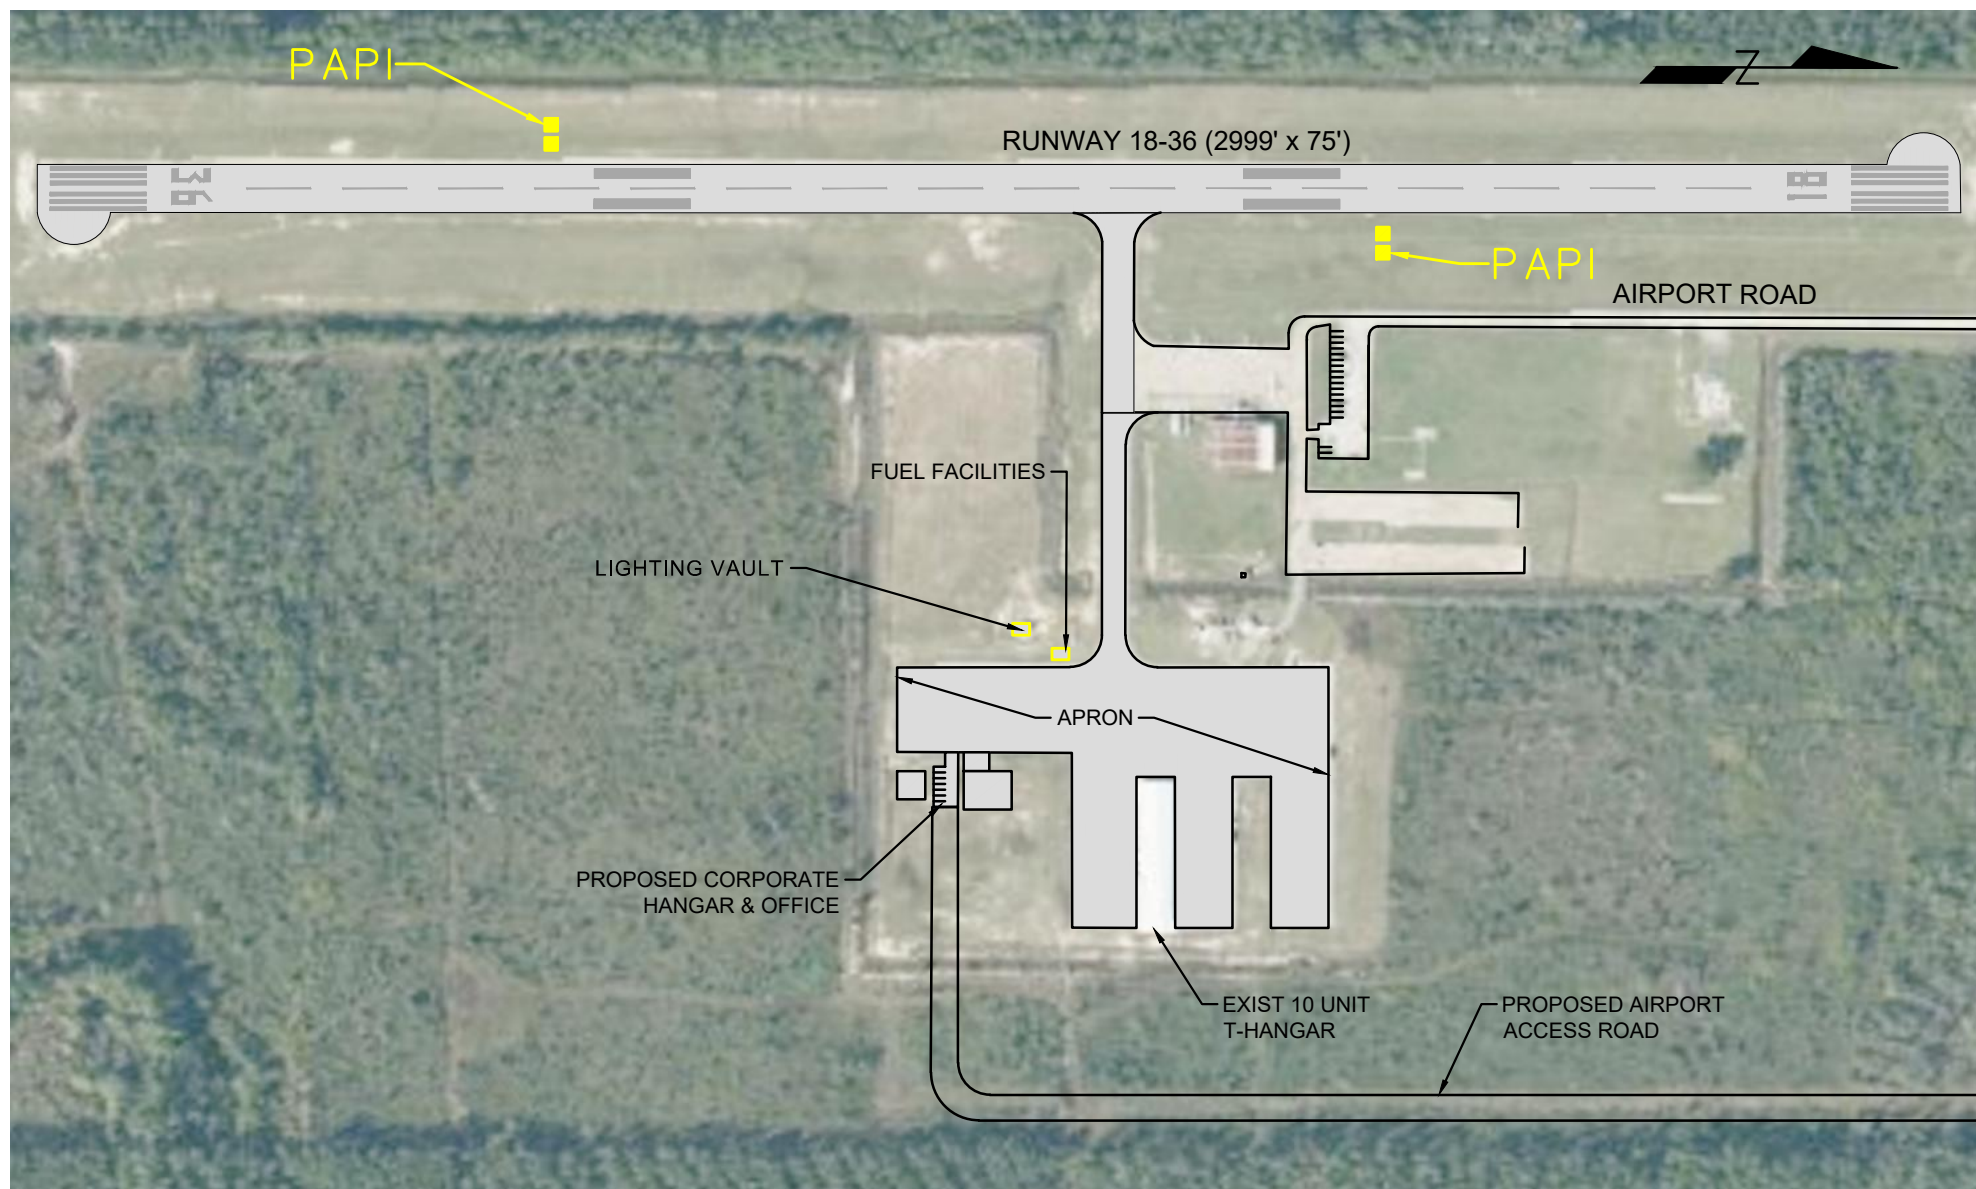 PAPI
Z
RUNWAY 18-36 (2999' x 75')
36
18
PAPI
AIRPORT ROAD
FUEL FACILITIES
LIGHTING VAULT
APRON
PROPOSED CORPORATE
HANGAR & OFFICE
EXIST 10 UNIT
T-HANGAR
PROPOSED AIRPORT
ACCESS ROAD